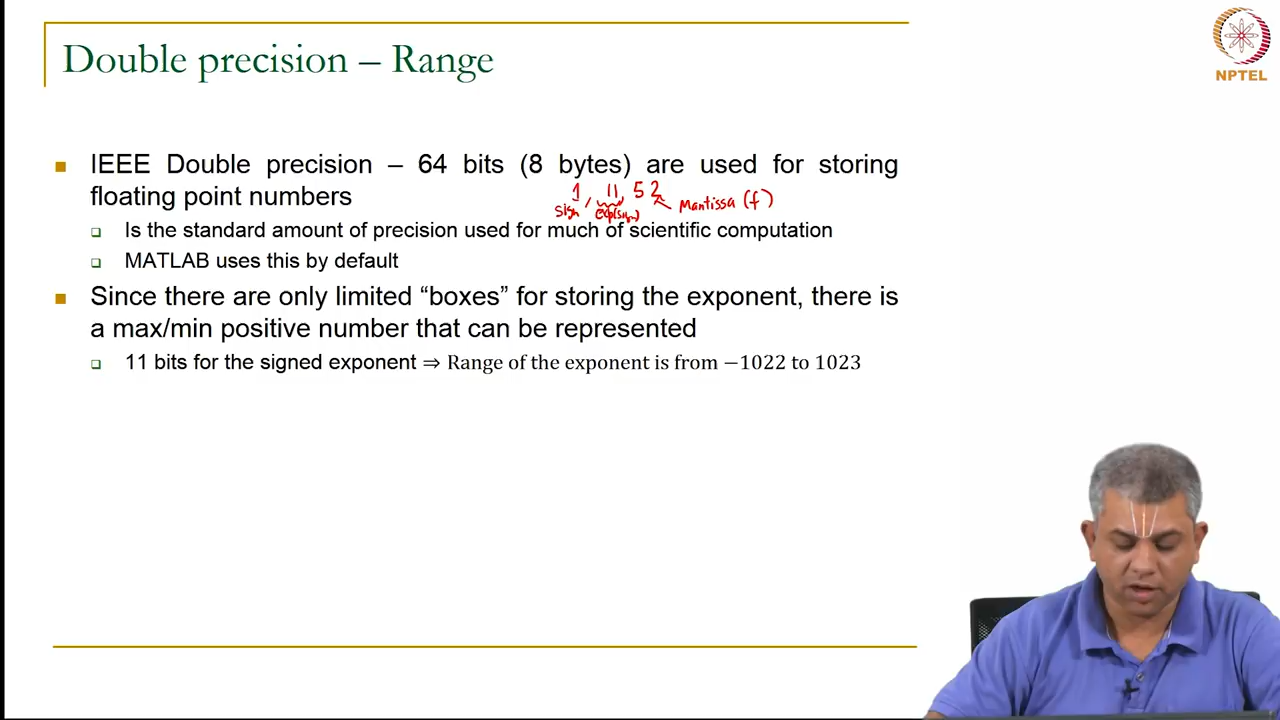 Double precision – Range
NPTEL
IEEE Double precision – 64 bits (8 bytes) are used for storing
floating point numbers
1, 11, 52
sign exp(sign) Mantissa (f)
Is the standard amount of precision used for much of scientific computation
MATLAB uses this by default
Since there are only limited “boxes” for storing the exponent, there is
a max/min positive number that can be represented
11 bits for the signed exponent ⇒ Range of the exponent is from −1022 to 1023